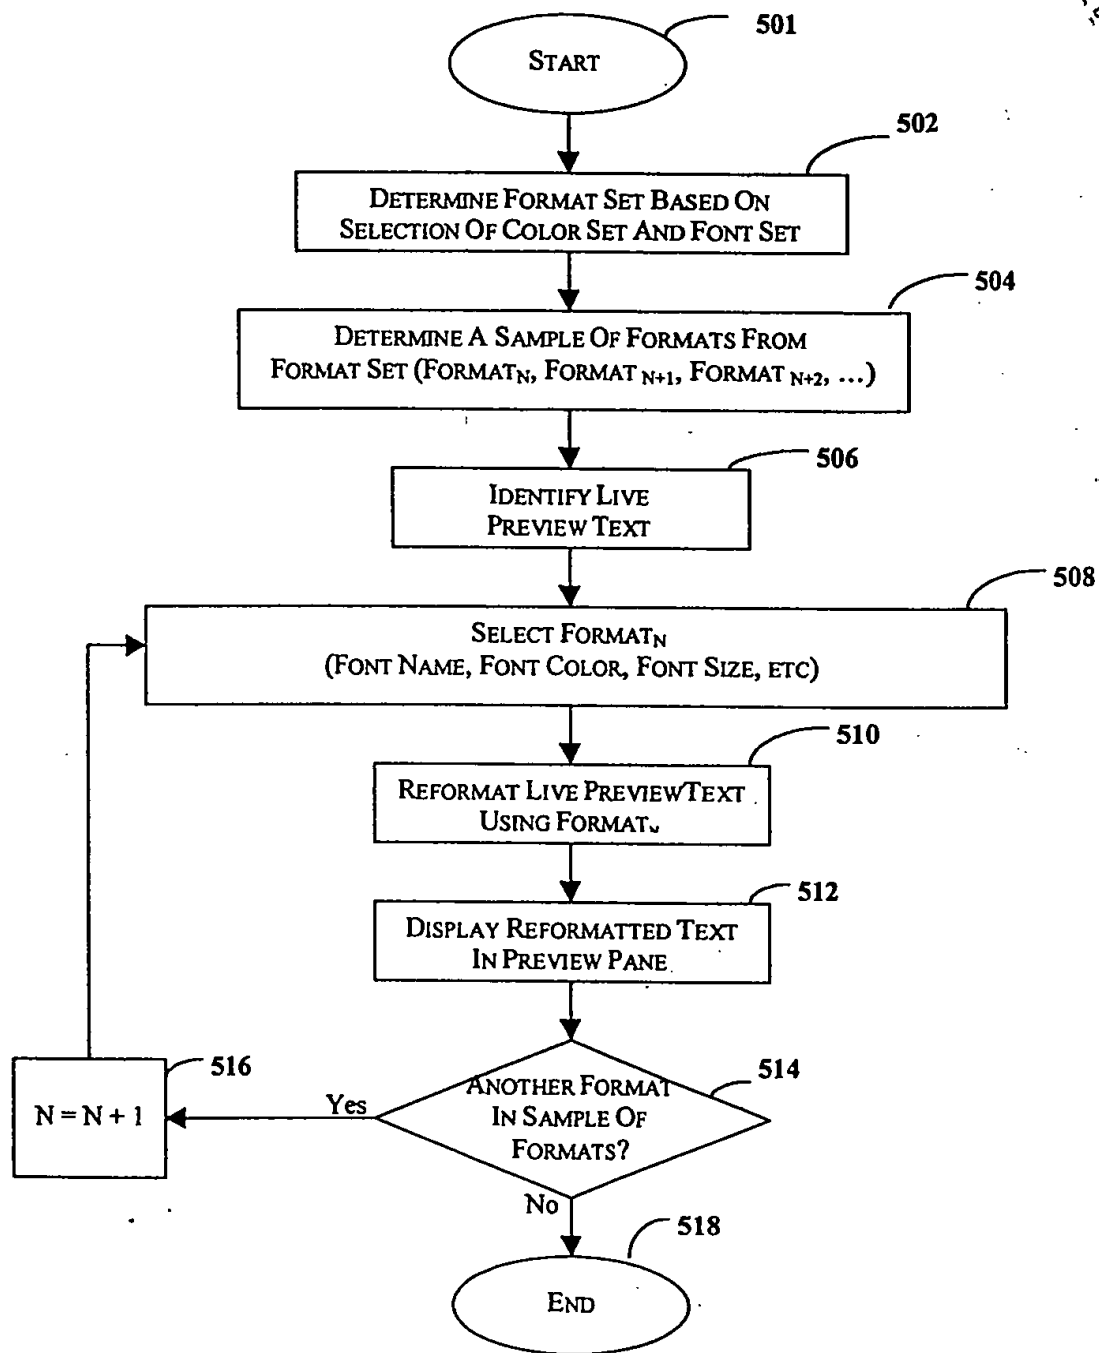 501
START
502
DETERMINE FORMAT SET BASED ON
SELECTION OF COLOR SET AND FONT SET
504
DETERMINE A SAMPLE OF FORMATS FROM
FORMAT SET (FORMATN, FORMAT N+1, FORMAT N+2, ...)
506
IDENTIFY LIVE
PREVIEW TEXT
508
SELECT FORMATN
(FONT NAME, FONT COLOR, FONT SIZE, ETC)
510
REFORMAT LIVE PREVIEWTEXT
USING FORMAT
512
DISPLAY REFORMATTED TEXT
IN PREVIEW PANE
514
ANOTHER FORMAT
IN SAMPLE OF
FORMATS?
Yes
516
N = N + 1
No
518
END